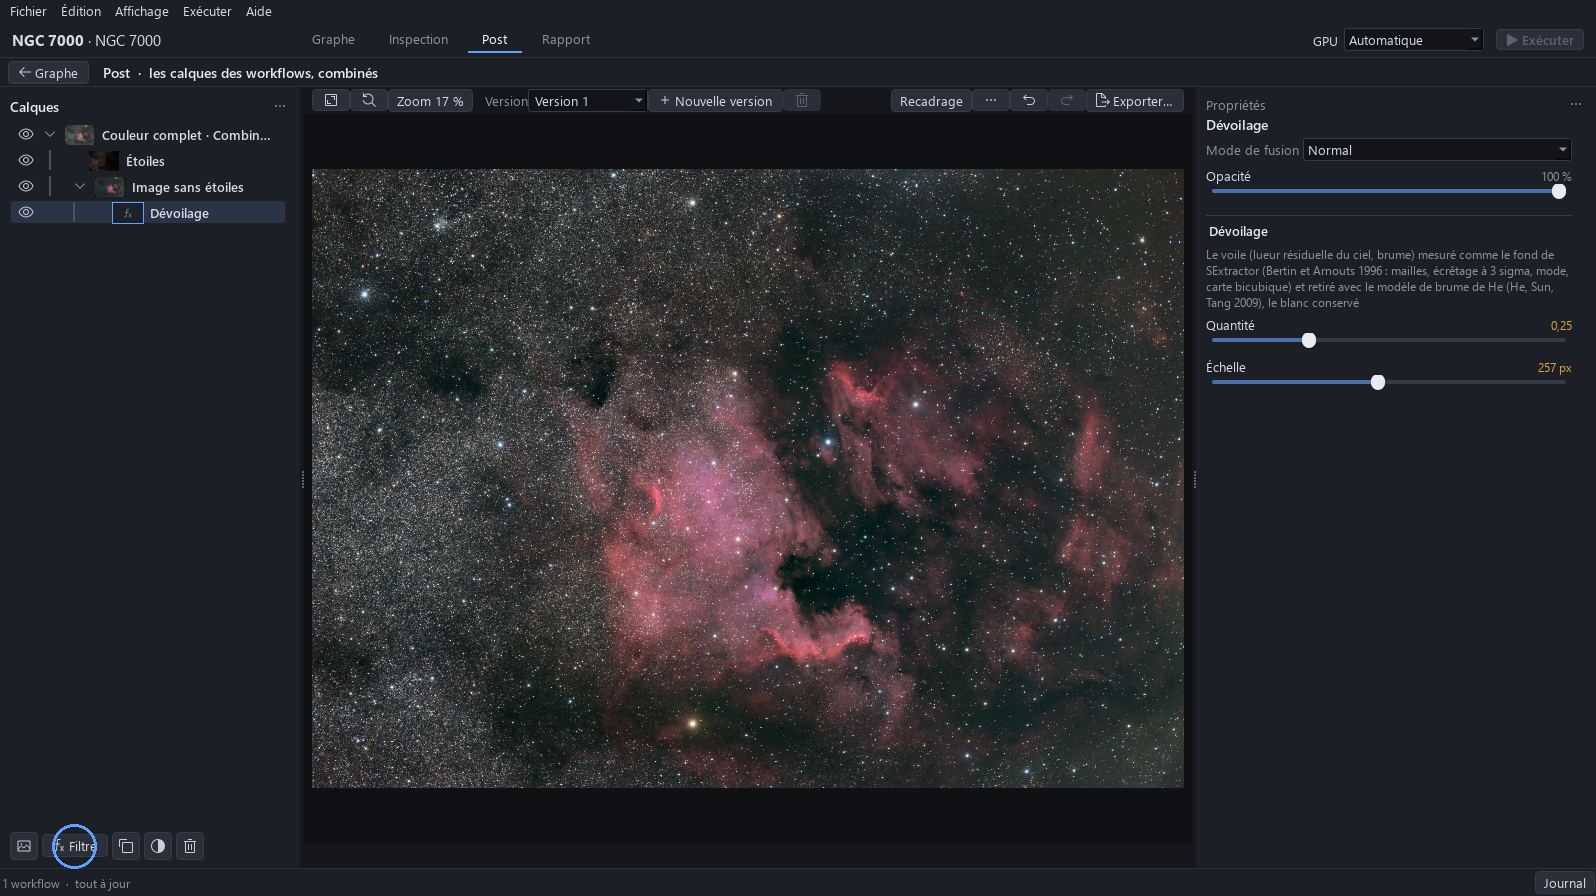 Fichier Édition Affichage Exécuter Aide
NGC 7000 · NGC 7000 Graphe Inspection Post Rapport GPU Automatique Exécuter
Graphe Post · les calques des workflows, combinés
Calques ... Zoom 17 % Version Version 1 + Nouvelle version Recadrage ... Exporter... Propriétés ...
Dévoilage
Couleur complet · Combin...
Mode de fusion Normal
Étoiles
Opacité 100 %
Image sans étoiles
fx Dévoilage
Dévoilage
Le voile (lueur résiduelle du ciel, brume) mesuré comme le fond de
SExtractor (Bertin et Arnouts 1996 : mailles, écrêtage à 3 sigma, mode,
carte bicubique) et retiré avec le modèle de brume de He (He, Sun,
Tang 2009), le blanc conservé
Quantité 0,25
Échelle 257 px
fx Filtre
1 workflow · tout à jour Journal